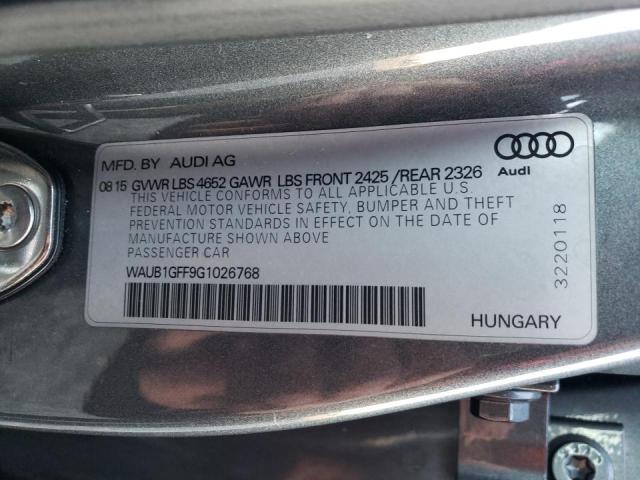 MFD. BY AUDI AG
08 15 GVWR LBS 4652 GAWR LBS FRONT 2425 /REAR 2326
THIS VEHICLE CONFORMS TO ALL APPLICABLE U.S.
FEDERAL MOTOR VEHICLE SAFETY, BUMPER AND THEFT
PREVENTION STANDARDS IN EFFECT ON THE DATE OF
MANUFACTURE SHOWN ABOVE
PASSENGER CAR
WAUB1GFF9G1026768
HUNGARY
Audi
3220118